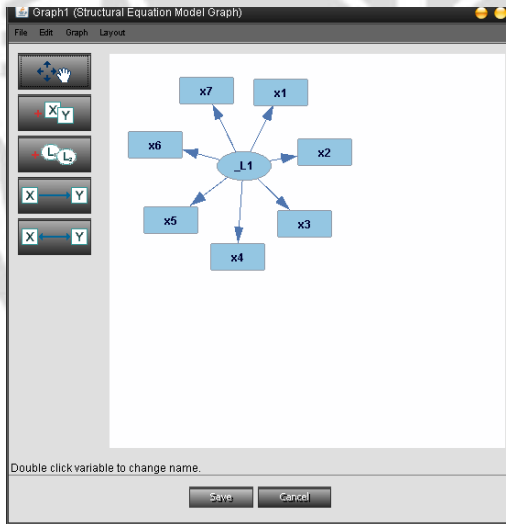 Graph1 (Structural Equation Model Graph)
File Edit Graph Layout
X Y
L L₂
X Y
X Y
x7 x1
x6 x2
_L1
x5 x3
x4
Double click variable to change name.
Save Cancel